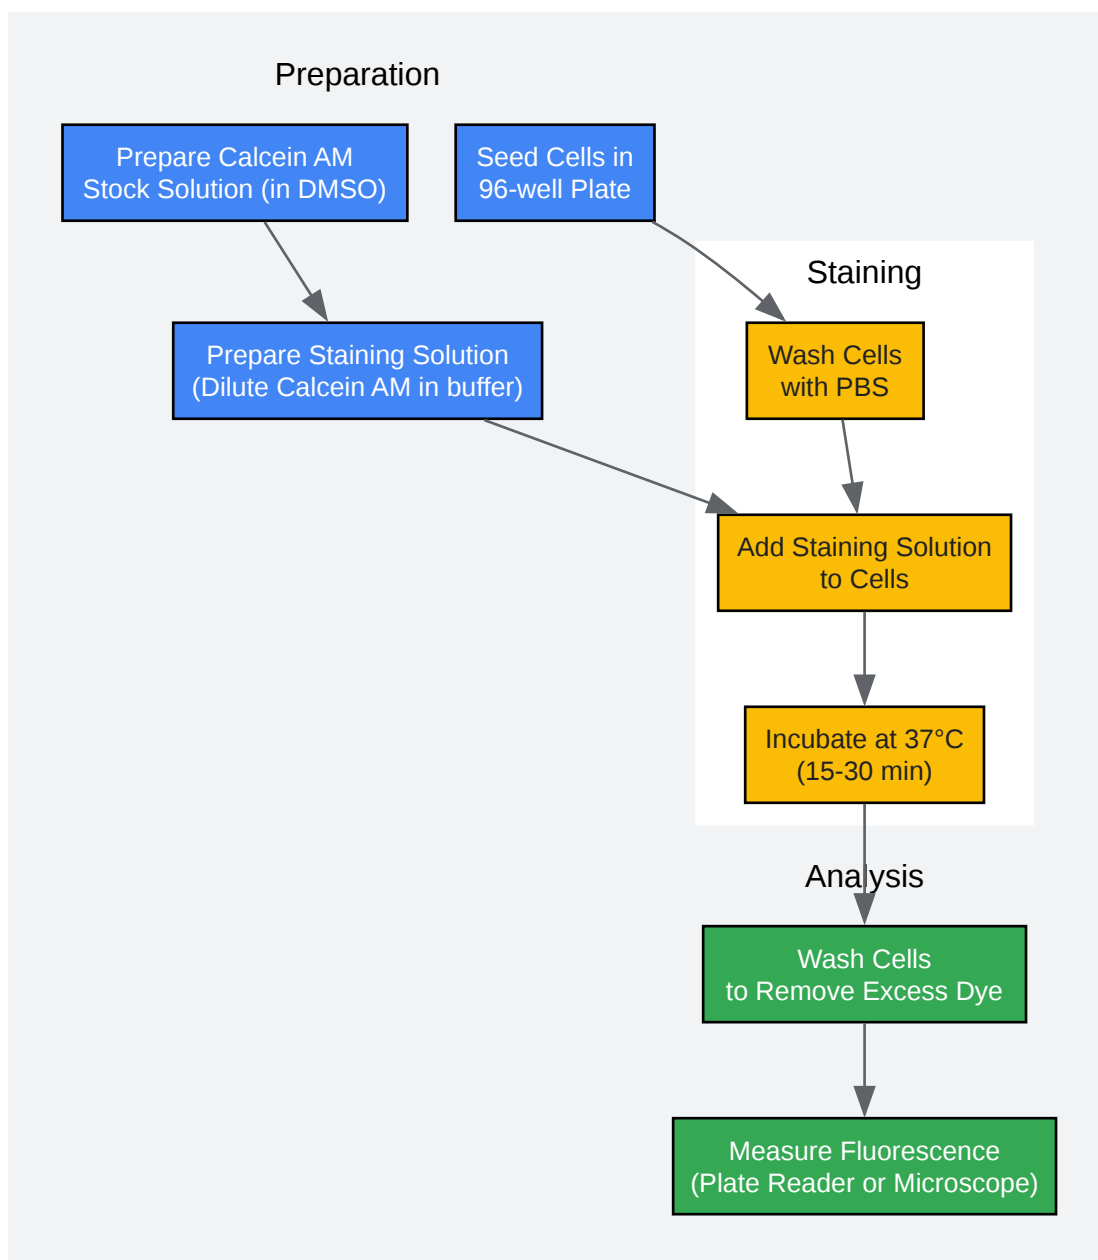 Preparation
Prepare Calcein AM
Stock Solution (in DMSO)
Seed Cells in
96-well Plate
Staining
Prepare Staining Solution
(Dilute Calcein AM in buffer)
Wash Cells
with PBS
Add Staining Solution
to Cells
Incubate at 37°C
(15-30 min)
Analysis
Wash Cells
to Remove Excess Dye
Measure Fluorescence
(Plate Reader or Microscope)